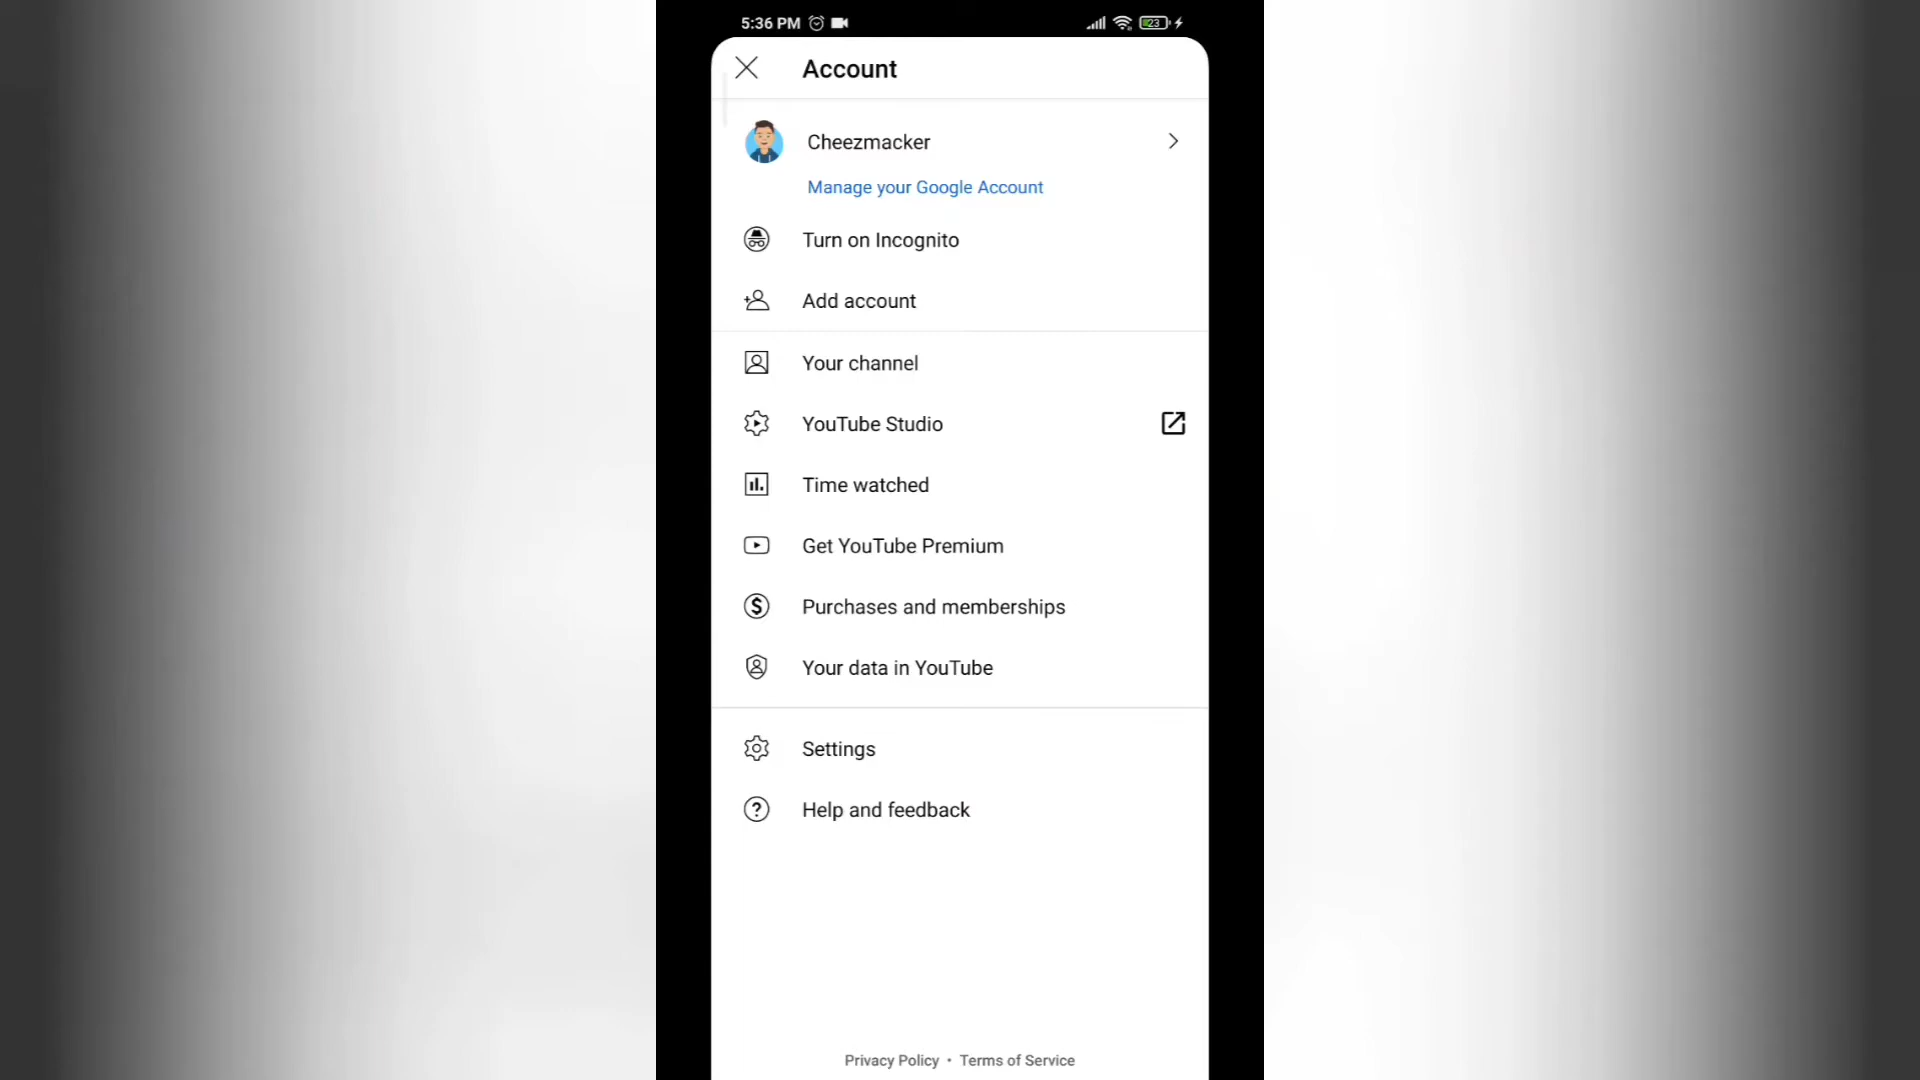 5:36 PM 23
Account
Cheezmacker
Manage your Google Account
Turn on Incognito
Add account
Your channel
YouTube Studio
Time watched
Get YouTube Premium
Purchases and memberships
Your data in YouTube
Settings
Help and feedback
Privacy Policy • Terms of Service